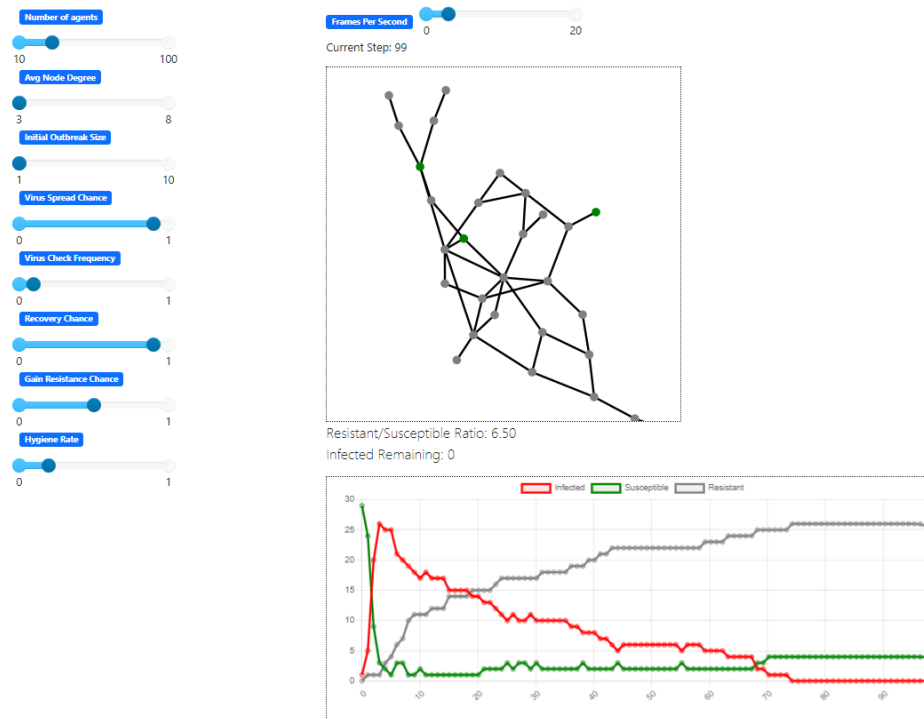 Number of agents
10 100
Avg Node Degree
3 8
Initial Outbreak Size
1 10
Virus Spread Chance
0 1
Virus Check Frequency
0 1
Recovery Chance
0 1
Gain Resistance Chance
0 1
Hygiene Rate
0 1
Frames Per Second
0 20
Current Step: 99
Resistant/Susceptible Ratio: 6.50
Infected Remaining: 0
Infected Susceptible Resistant
30
25
20
15
10
5
0
0 10 20 30 40 50 60 70 80 90